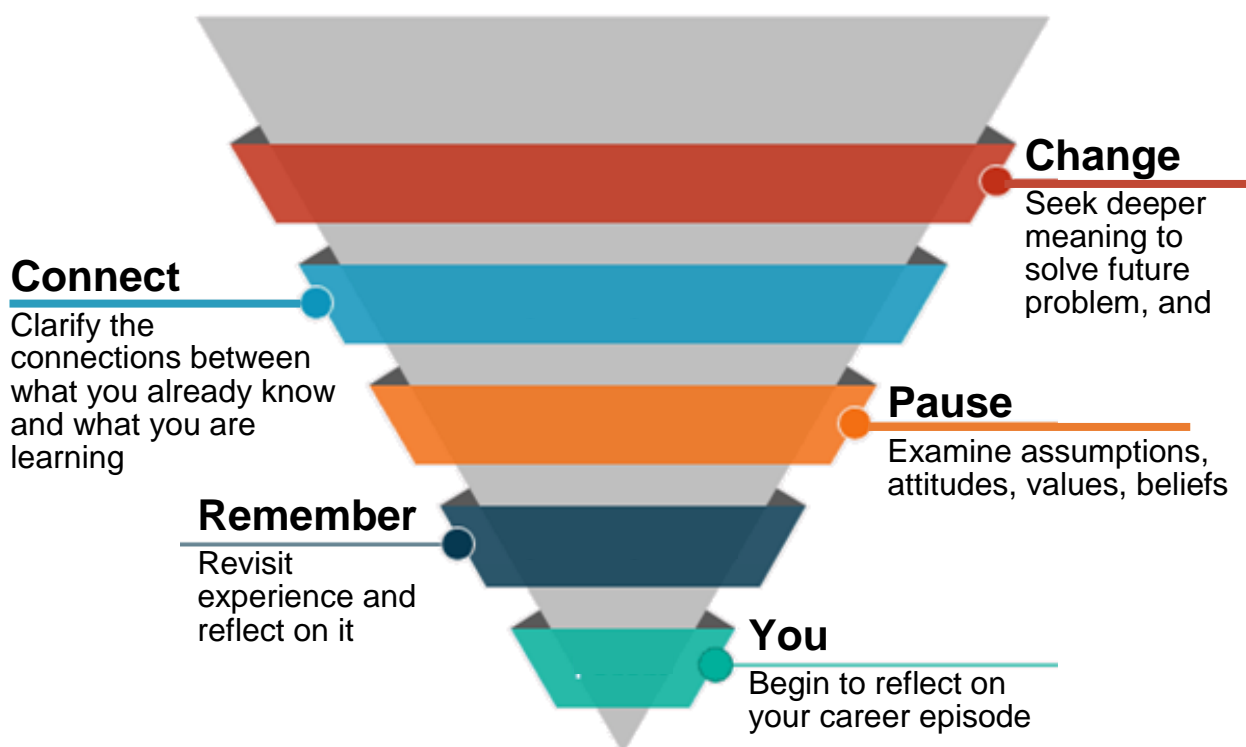 Change
Seek deeper
meaning to
solve future
problem, and
Connect
Clarify the
connections between
what you already know
and what you are
learning
Pause
Examine assumptions,
attitudes, values, beliefs
Remember
Revisit
experience and
reflect on it
You
Begin to reflect on
your career episode